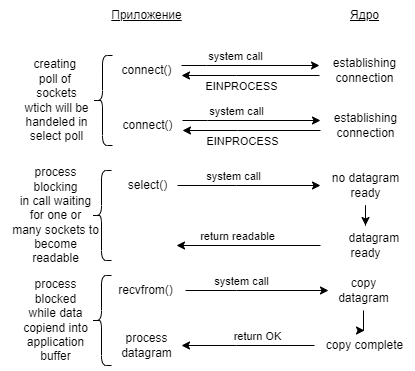 Приложение
Ядро
creating
poll of
sockets
wtich will be
handeled in
select poll
connect()
system call
EINPROCESS
establishing
connection
connect()
system call
EINPROCESS
establishing
connection
process
blocking
in call waiting
for one or
many sockets to
become
readable
select()
system call
no datagram
ready
return readable
datagram
ready
process
blocked
while data
copiend into
application
buffer
recvfrom()
system call
copy
datagram
process
datagram
return OK
copy complete